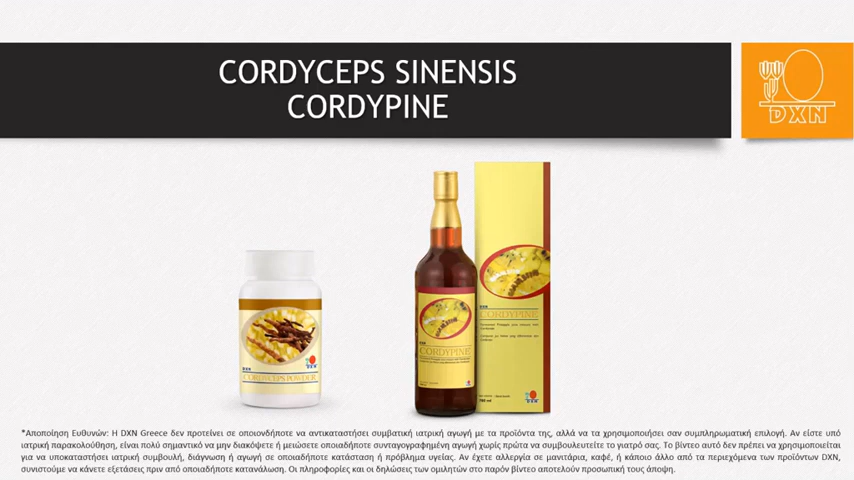 CORDYCEPS SINENSIS
CORDYPINE
DXN
DXN
CORDYCEPS POWDER
DXN
CORDYPINE
DXN
CORDYPINE
DXN
*Αποποίηση Ευθυνών: Η DXN Greece δεν προτείνει σε οποιονδήποτε να αντικαταστήσει συμβατική ιατρική αγωγή με τα προϊόντα της, αλλά να τα χρησιμοποιήσει σαν συμπληρωματική επιλογή. Αν είστε υπό
ιατρική παρακολούθηση, είναι πολύ σημαντικό να μην διακόψετε ή μειώσετε οποιαδήποτε συνταγογραφημένη αγωγή χωρίς πρώτα να συμβουλευτείτε το γιατρό σας. Το βίντεο αυτό δεν πρέπει να χρησιμοποιείται
για να υποκαταστήσει ιατρική συμβουλή, διάγνωση ή αγωγή σε οποιαδήποτε κατάσταση ή πρόβλημα υγείας. Αν έχετε αλλεργία σε μανιτάρια, καφέ, ή κάποιο άλλο από τα περιεχόμενα των προϊόντων DXN,
συνιστούμε να κάνετε εξετάσεις πριν από οποιαδήποτε κατανάλωση. Οι πληροφορίες και οι δηλώσεις των ομιλητών στο παρόν βίντεο αποτελούν προσωπική τους άποψη.